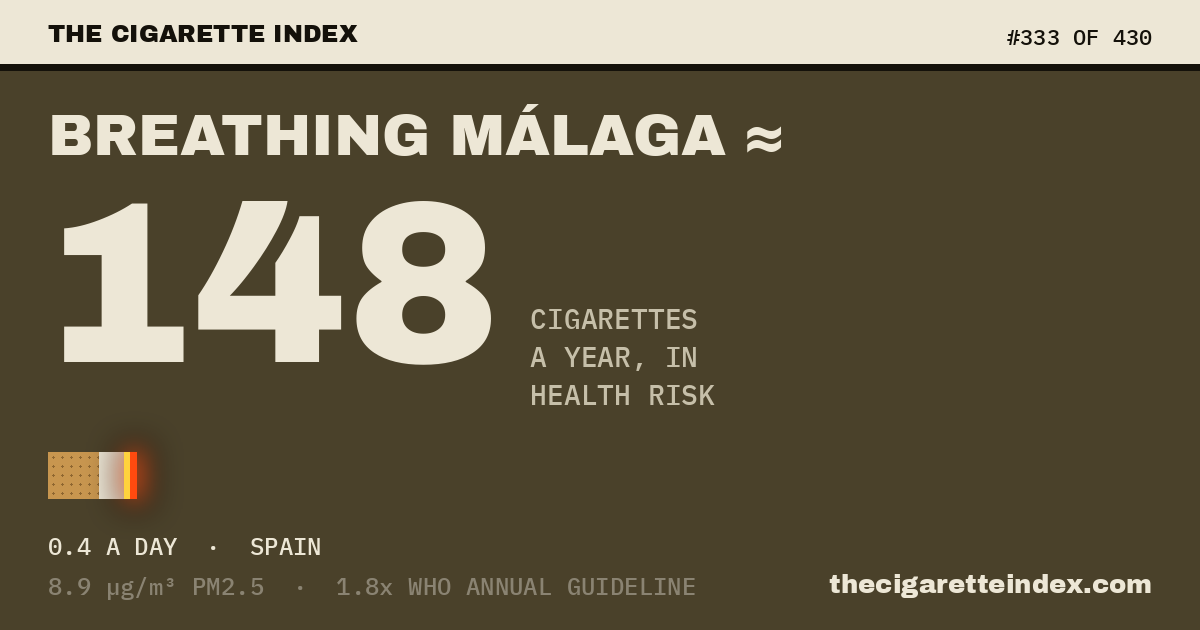 THE CIGARETTE INDEX
#333 OF 430
BREATHING MÁLAGA ≈
148
CIGARETTES
A YEAR, IN
HEALTH RISK
0.4 A DAY · SPAIN
8.9 µg/m³ PM2.5 · 1.8x WHO ANNUAL GUIDELINE
thecigaretteindex.com